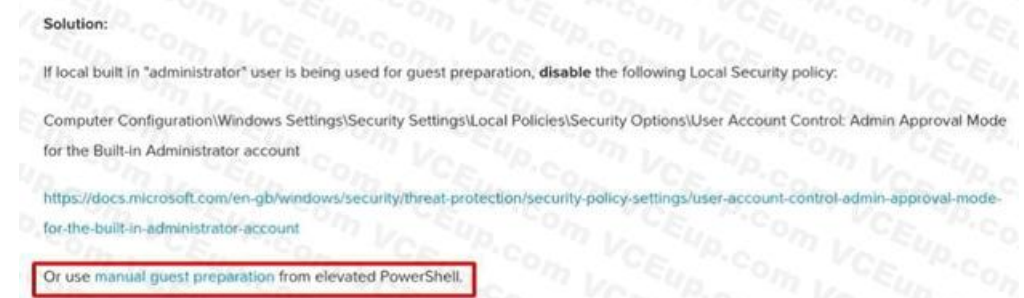 Solution:
If local built in "administrator" user is being used for guest preparation, disable the following Local Security policy:
Computer Configuration\Windows Settings\Security Settings\Local Policies\Security Options\User Account Control: Admin Approval Mode
for the Built-in Administrator account
https://docs.microsoft.com/en-gb/windows/security/threat-protection/security-policy-settings/user-account-control-admin-approval-mode-
for-the-built-in-administrator-account
Or use manual guest preparation from elevated PowerShell.
VCEup.com